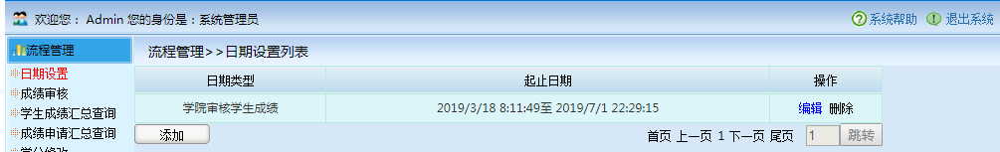 欢迎您： Admin 您的身份是：系统管理员
系统帮助 退出系统
流程管理
流程管理>>日期设置列表
日期设置
成绩审核
学生成绩汇总查询
成绩申请汇总查询
日期类型 起止日期 操作
学院审核学生成绩 2019/3/18 8:11:49至 2019/7/1 22:29:15 编辑 删除
添加
首页 上一页 1 下一页 尾页 1 跳转